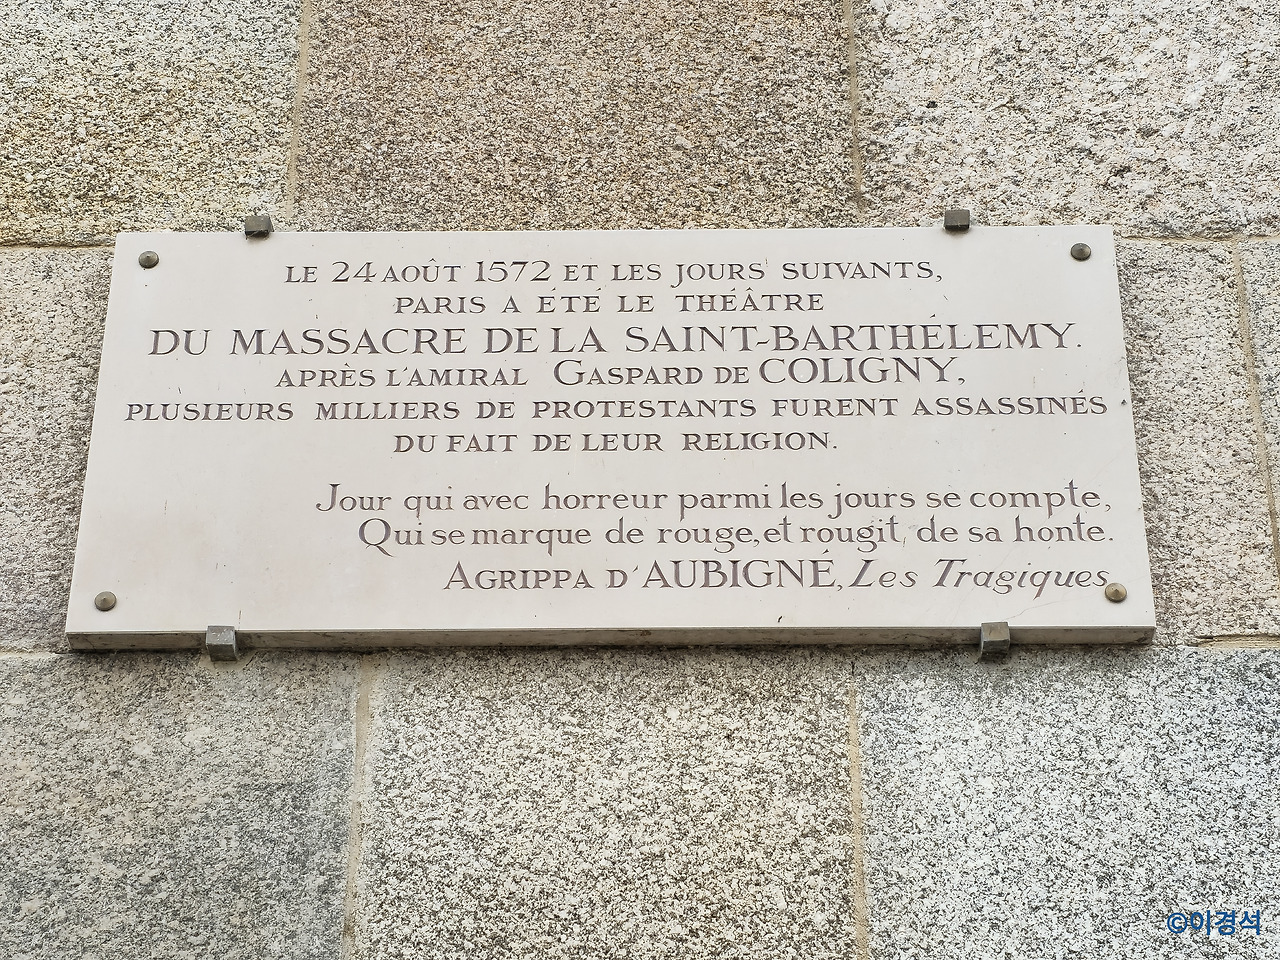 LE 24 AOÛT 1572 ET LES JOURS SUIVANTS,
PARIS A ÉTÉ LE THÉÂTRE
DU MASSACRE DE LA SAINT-BARTHÉLEMY.
APRÈS L'AMIRAL GASPARD DE COLIGNY,
PLUSIEURS MILLIERS DE PROTESTANTS FURENT ASSASSINÉS
DU FAIT DE LEUR RELIGION.
Jour qui avec horreur parmi les jours se compte,
Qui se marque de rouge, et rougit de sa honte.
AGRIPPA D'AUBIGNÉ, Les Tragiques
©이경석